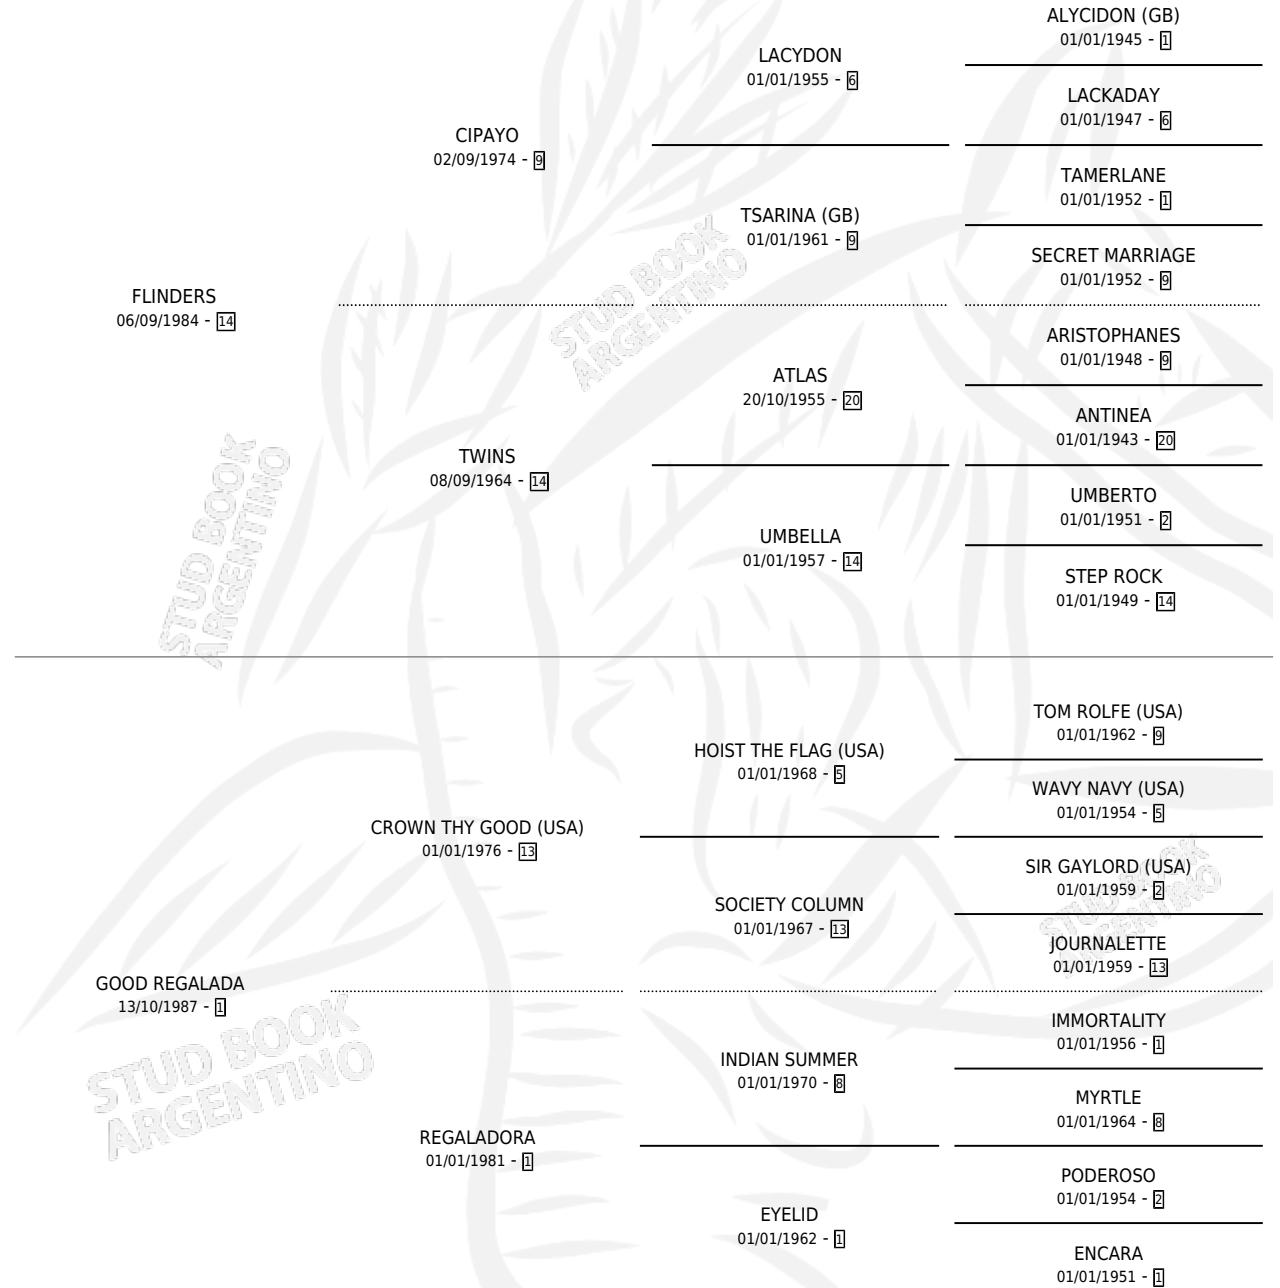 ALYCIDON (GB)
01/01/1945 - 1
LACYDON
01/01/1955 - 6
LACKADAY
01/01/1947 - 6
CIPAYO
02/09/1974 - 9
TAMERLANE
01/01/1952 - 1
TSARINA (GB)
01/01/1961 - 9
SECRET MARRIAGE
01/01/1952 - 9
FLINDERS
06/09/1984 - 14
STUD BOOK
ARGENTINO
ARISTOPHANES
01/01/1948 - 9
ATLAS
20/10/1955 - 20
ANTINEA
01/01/1943 - 20
TWINS
08/09/1964 - 14
UMBERTO
01/01/1951 - 2
UMBELLA
01/01/1957 - 14
STEP ROCK
01/01/1949 - 14
STUD BOOK
ARGENTINO
TOM ROLFE (USA)
01/01/1962 - 9
HOIST THE FLAG (USA)
01/01/1968 - 5
WAVY NAVY (USA)
01/01/1954 - 5
CROWN THY GOOD (USA)
01/01/1976 - 13
SIR GAYLORD (USA)
01/01/1959 - 2
SOCIETY COLUMN
01/01/1967 - 13
JOURNALETTE
01/01/1959 - 13
STUD BOOK
ARGENTINO
GOOD REGALADA
13/10/1987 - 1
IMMORTALITY
01/01/1956 - 1
INDIAN SUMMER
01/01/1970 - 8
MYRTLE
01/01/1964 - 8
STUD BOOK
ARGENTINO
REGALADORA
01/01/1981 - 1
PODEROSO
01/01/1954 - 2
EYELID
01/01/1962 - 1
ENCARA
01/01/1951 - 1